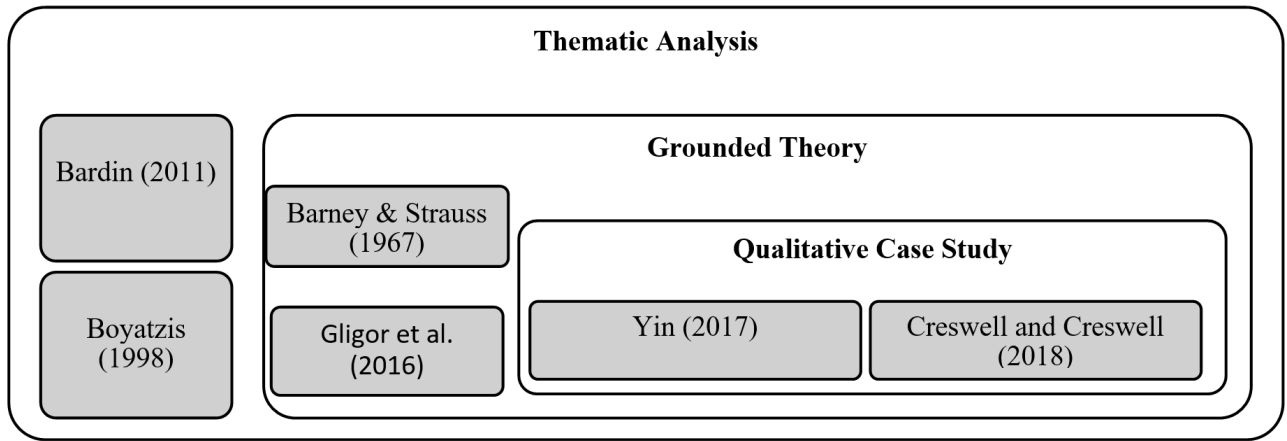 Thematic Analysis
Bardin (2011)
Boyatzis
(1998)
Grounded Theory
Barney & Strauss
(1967)
Gligor et al.
(2016)
Qualitative Case Study
Yin (2017)
Creswell and Creswell
(2018)